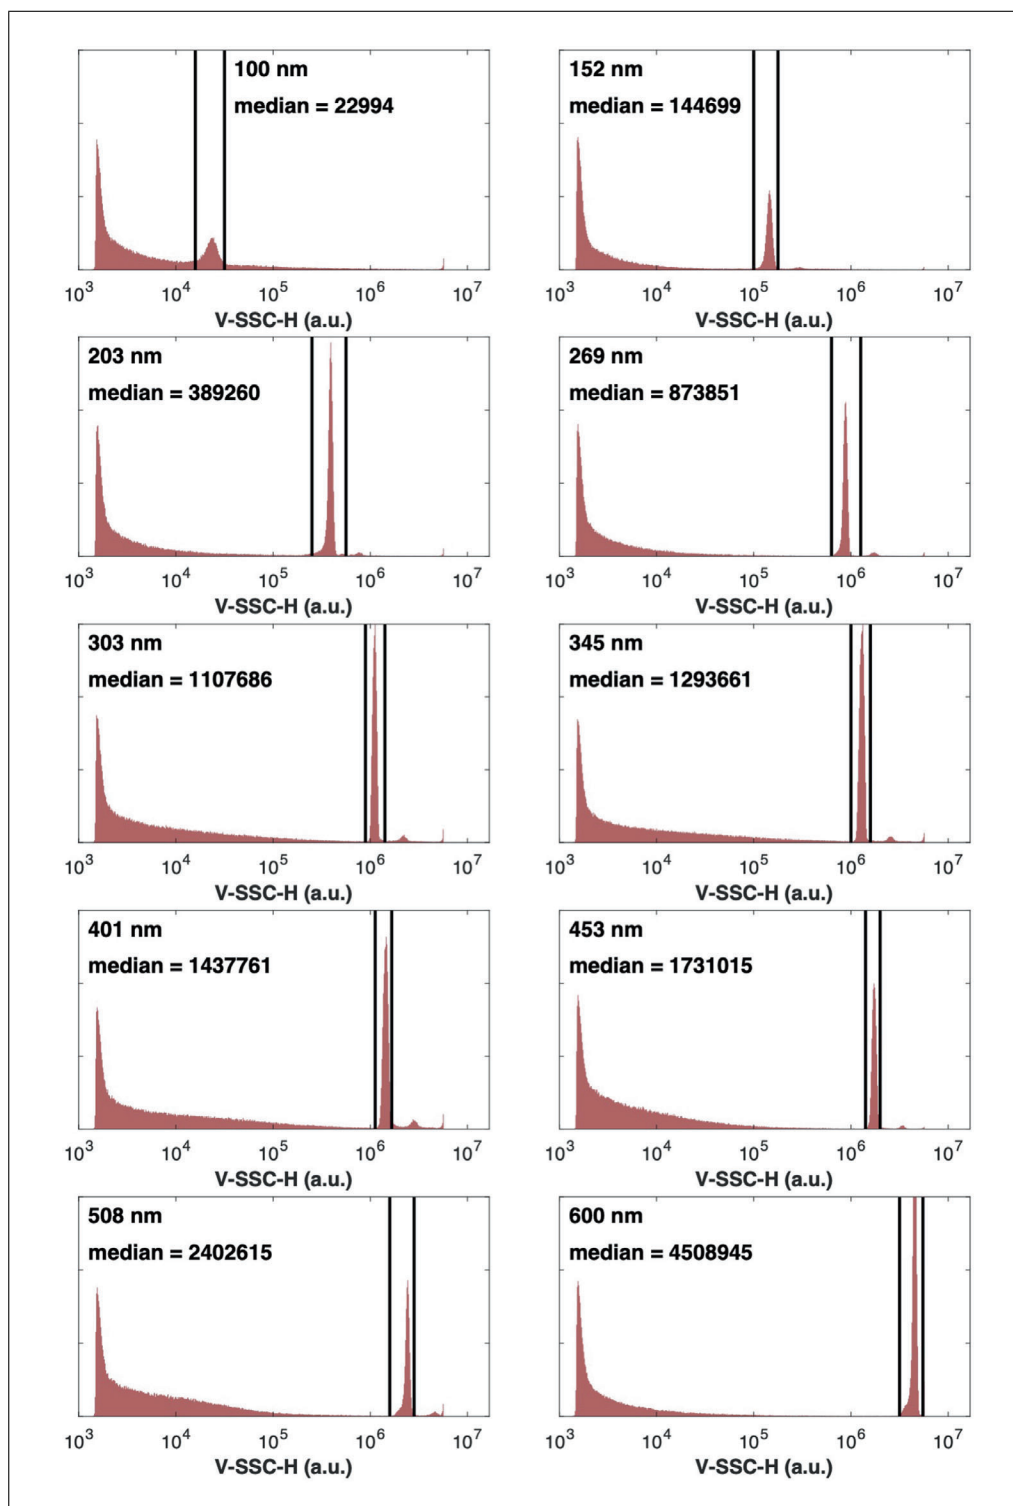 100 nm
median = 22994
10³ 10⁴ 10⁵ 10⁶ 10⁷
V-SSC-H (a.u.)
152 nm
median = 144699
10³ 10⁴ 10⁵ 10⁶ 10⁷
V-SSC-H (a.u.)
203 nm
median = 389260
10³ 10⁴ 10⁵ 10⁶ 10⁷
V-SSC-H (a.u.)
269 nm
median = 873851
10³ 10⁴ 10⁵ 10⁶ 10⁷
V-SSC-H (a.u.)
303 nm
median = 1107686
10³ 10⁴ 10⁵ 10⁶ 10⁷
V-SSC-H (a.u.)
345 nm
median = 1293661
10³ 10⁴ 10⁵ 10⁶ 10⁷
V-SSC-H (a.u.)
401 nm
median = 1437761
10³ 10⁴ 10⁵ 10⁶ 10⁷
V-SSC-H (a.u.)
453 nm
median = 1731015
10³ 10⁴ 10⁵ 10⁶ 10⁷
V-SSC-H (a.u.)
508 nm
median = 2402615
10³ 10⁴ 10⁵ 10⁶ 10⁷
V-SSC-H (a.u.)
600 nm
median = 4508945
10³ 10⁴ 10⁵ 10⁶ 10⁷
V-SSC-H (a.u.)